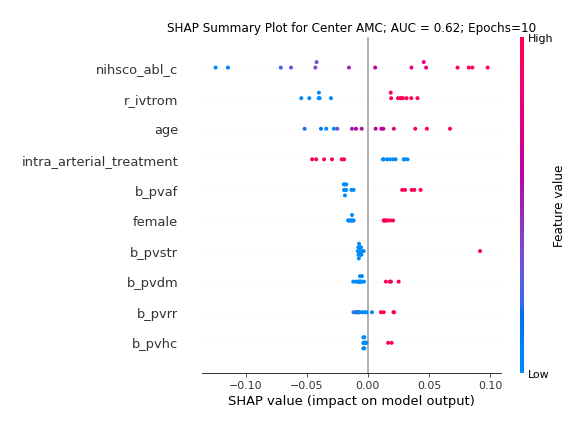 SHAP Summary Plot for Center AMC; AUC = 0.62; Epochs=10
High
nihsco_abl_c
r_ivtrom
age
intra_arterial_treatment
b_pvaf
female
b_pvstr
b_pvdm
b_pvrr
b_pvhc
Feature value
Low
−0.10 −0.05 0.00 0.05 0.10
SHAP value (impact on model output)